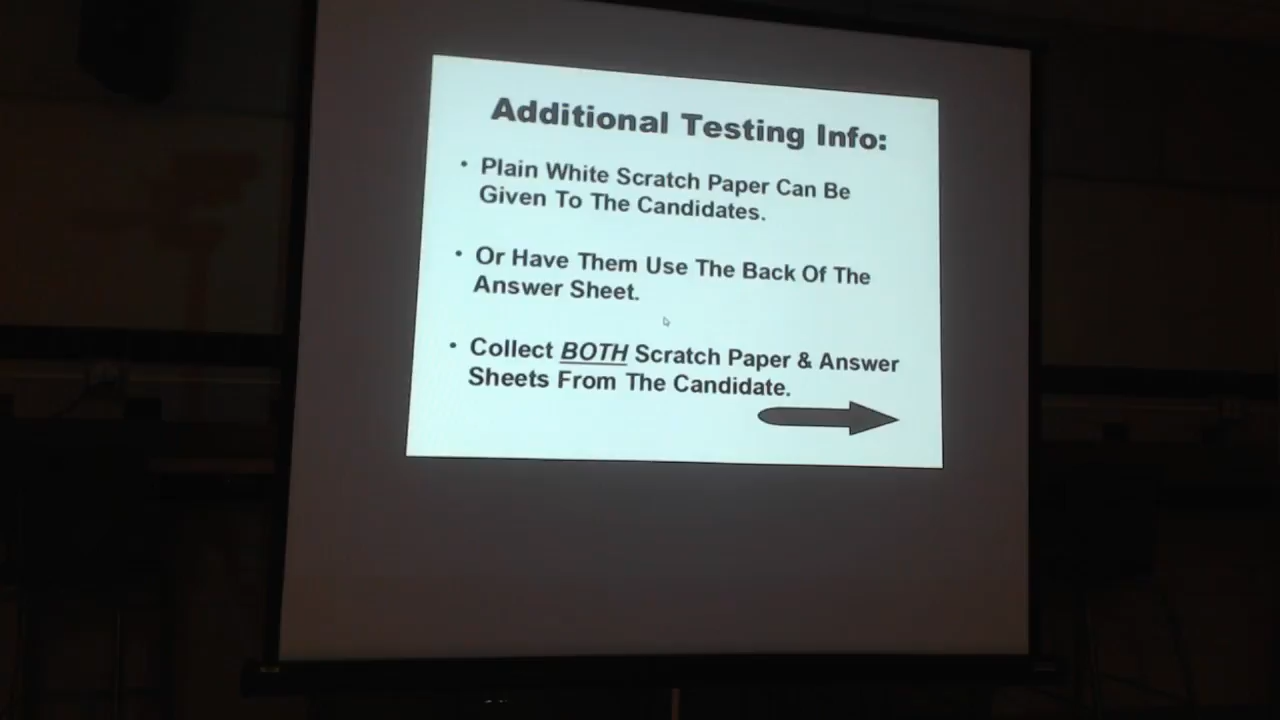 Additional Testing Info:
• Plain White Scratch Paper Can Be
Given To The Candidates.
• Or Have Them Use The Back Of The
Answer Sheet.
• Collect BOTH Scratch Paper & Answer
Sheets From The Candidate.